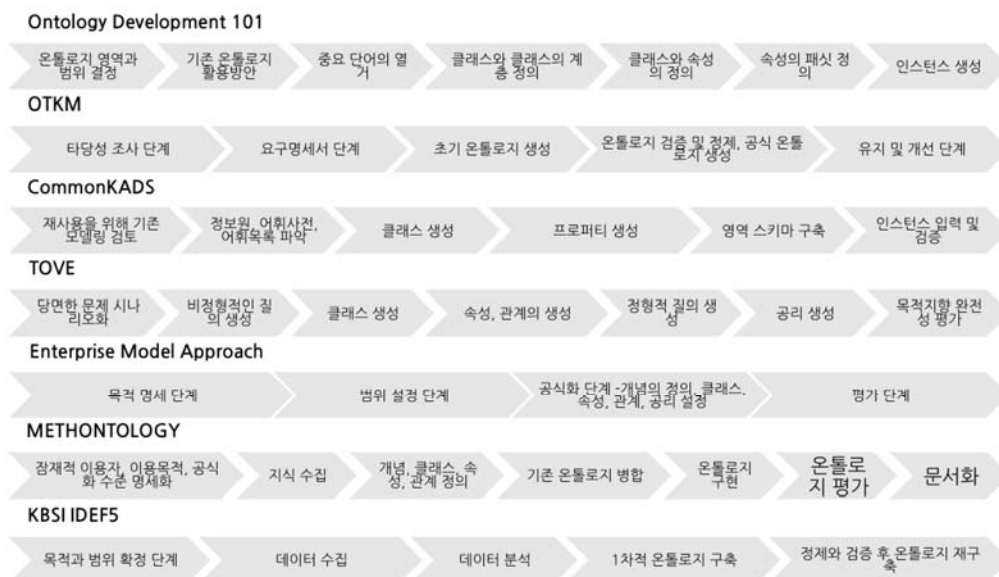 Ontology Development 101
온톨로지 영역과
범위 결정
기존 온톨로지
활용방안
중요 단어의 열
거
클래스와 클래스의 계
층 정의
클래스와 속성
의 정의
속성의 패싯 정
의
인스턴스 생성
OTKM
타당성 조사 단계
요구명세서 단계
초기 온톨로지 생성
온톨로지 검증 및 정제, 공식 온톨
로지 생성
유지 및 개선 단계
CommonKADS
재사용을 위해 기존
모델링 검토
정보원, 어휘사전,
어휘목록 파악
클래스 생성
프로퍼티 생성
영역 스키마 구축
인스턴스 입력 및
검증
TOVE
당면한 문제 시나
리오화
비정형적인 질
의 생성
클래스 생성
속성, 관계의 생성
정형적 질의 생
성
공리 생성
목적지향 완전
성 평가
Enterprise Model Approach
목적 명세 단계
범위 설정 단계
공식화 단계 -개념의 정의, 클래스.
속성, 관계, 공리 설정
평가 단계
METHONTOLOGY
잠재적 이용자, 이용목적, 공식
화 수준 명세화
지식 수집
개념, 클래스, 속
성, 관계 정의
기존 온톨로지 병합
온톨로지
구현
온톨로
지 평가
문서화
KBSI IDEF5
목적과 범위 확정 단계
데이터 수집
데이터 분석
1차적 온톨로지 구축
정제와 검증 후 온톨로지 재구
축